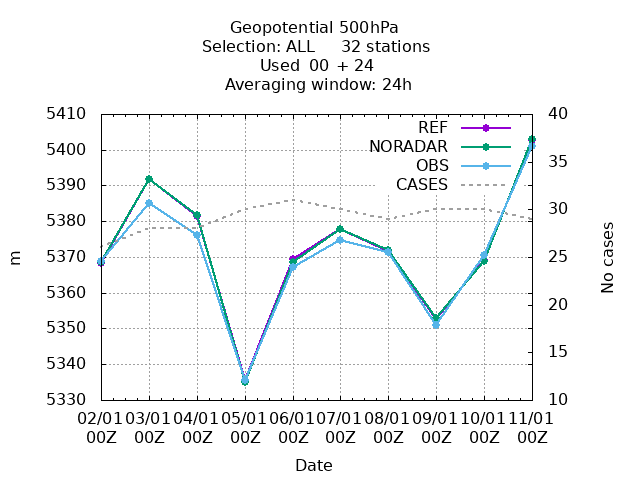 Geopotential 500hPa
Selection: ALL 32 stations
Used 00 + 24
Averaging window: 24h
5410
5400
5390
5380
5370
5360
5350
5340
5330
m
40
35
30
25
20
15
10
No cases
REF
NORADAR
OBS
CASES
02/01 03/01 04/01 05/01 06/01 07/01 08/01 09/01 10/01 11/01
00Z 00Z 00Z 00Z 00Z 00Z 00Z 00Z 00Z 00Z
Date